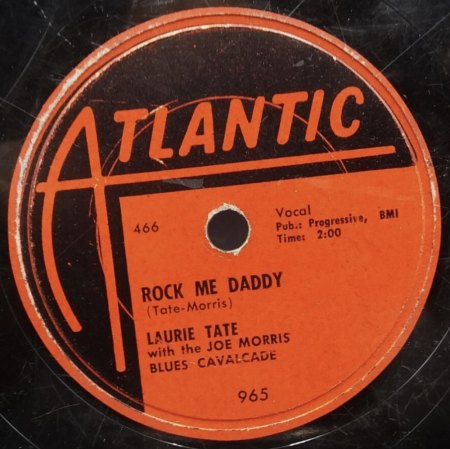 ATLANTIC
466
Vocal
Pub.: Progressive, BMI
Time: 2:00
ROCK ME DADDY
(Tate-Morris)
LAURIE TATE
with the JOE MORRIS
BLUES CAVALCADE
965